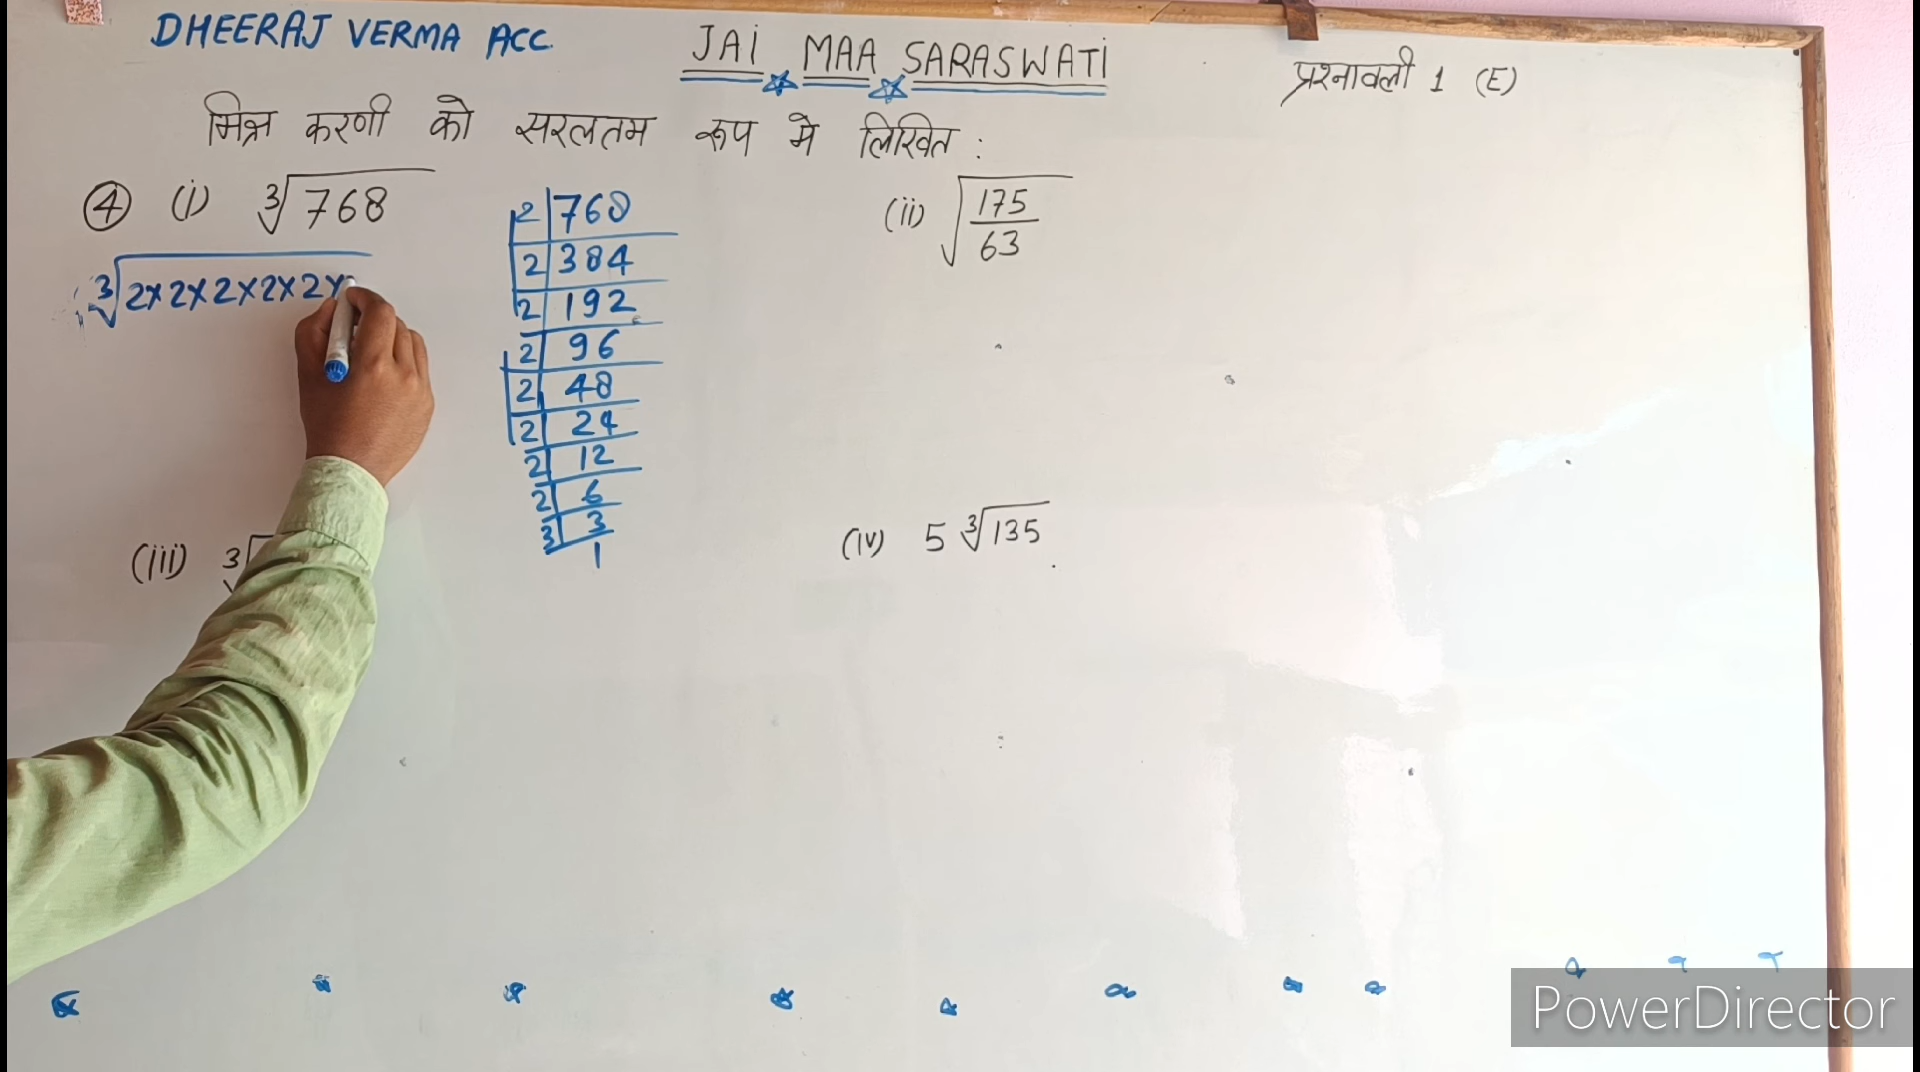 DHEERAJ VERMA ACC.
JAI MAA SARASWATI
प्रश्नावली 1 (E)
भिन्न करणी को सरलतम रूप मे लिखित :
④ (i) ∛768
∛2×2×2×2×2×
2 | 768
2 | 384
2 | 192
2 | 96
2 | 48
2 | 24
2 | 12
2 | 6
3 | 3
1
(ii) √175/63
(iii) ∛
(iv) 5 ∛135
PowerDirector